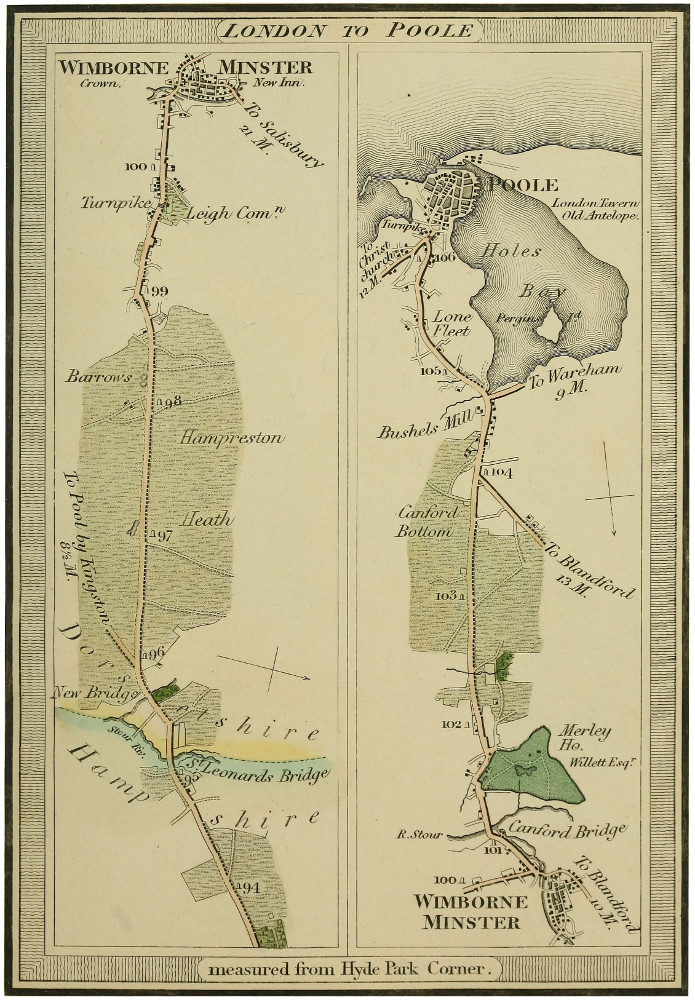 LONDON TO POOLE
WIMBORNE MINSTER
Crown.
New Inn.
To Salisbury
21 M.
100
Turnpike
Leigh Com.n
99
Barrows
98
Hampreston
Heath
To Pool by Kingston
8½ M.
97
96
Dorsetshire
New Bridge
Stour Riv.
St Leonards Bridge
95
Hampshire
94
POOLE
London Tavern
Old Antelope.
Turnpike
To
Christ
church
12 M.
106
Holes
Bay
Pergins Id
Lone
Fleet
105
To Wareham
9 M.
Bushels Mill
104
Canford
Bottom
To Blandford
13 M.
103
102
Merley
Ho.
Willett Esqr.
R. Stour
Canford Bridge
101
100
To Blandford
10 M.
WIMBORNE
MINSTER
measured from Hyde Park Corner.